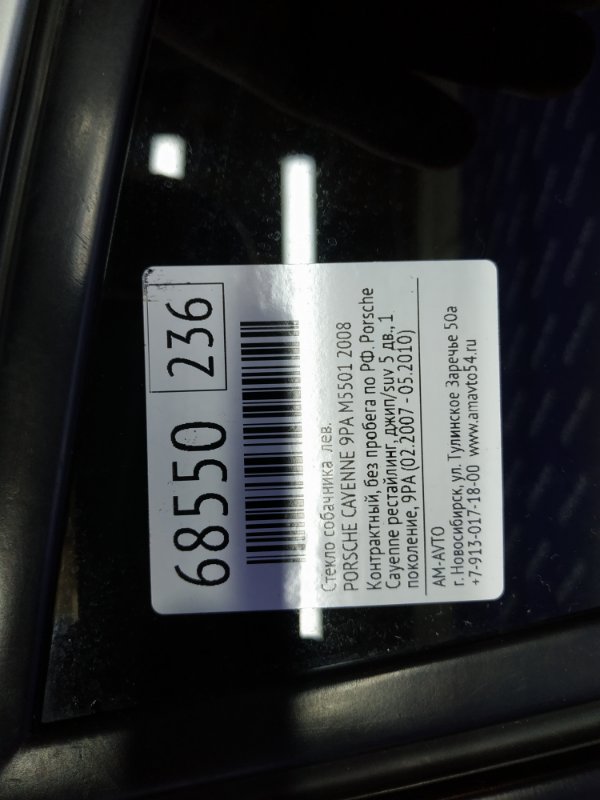 68550 236
Стекло собачника лев.
PORSCHE CAYENNE 9PA M5501 2008
Контрактный, без пробега по РФ. Porsche
Cayenne рестайлинг, джип/suv 5 дв., 1
поколение, 9PA (02.2007 - 05.2010)
АМ-АVТО
г.Новосибирск, ул. Тулинское Заречье 50а
+7-913-017-18-00 www.amavto54.ru